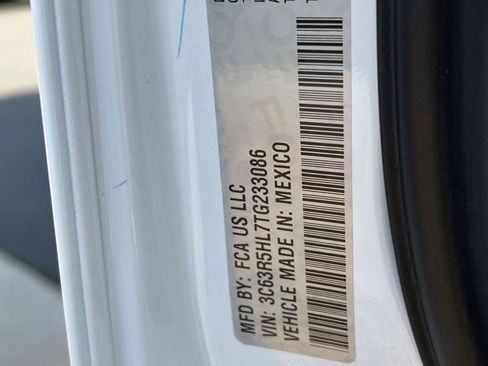 MFD BY: FCA US LLC
VIN: 3C63R5HL7TG233086
VEHICLE MADE IN: MEXICO